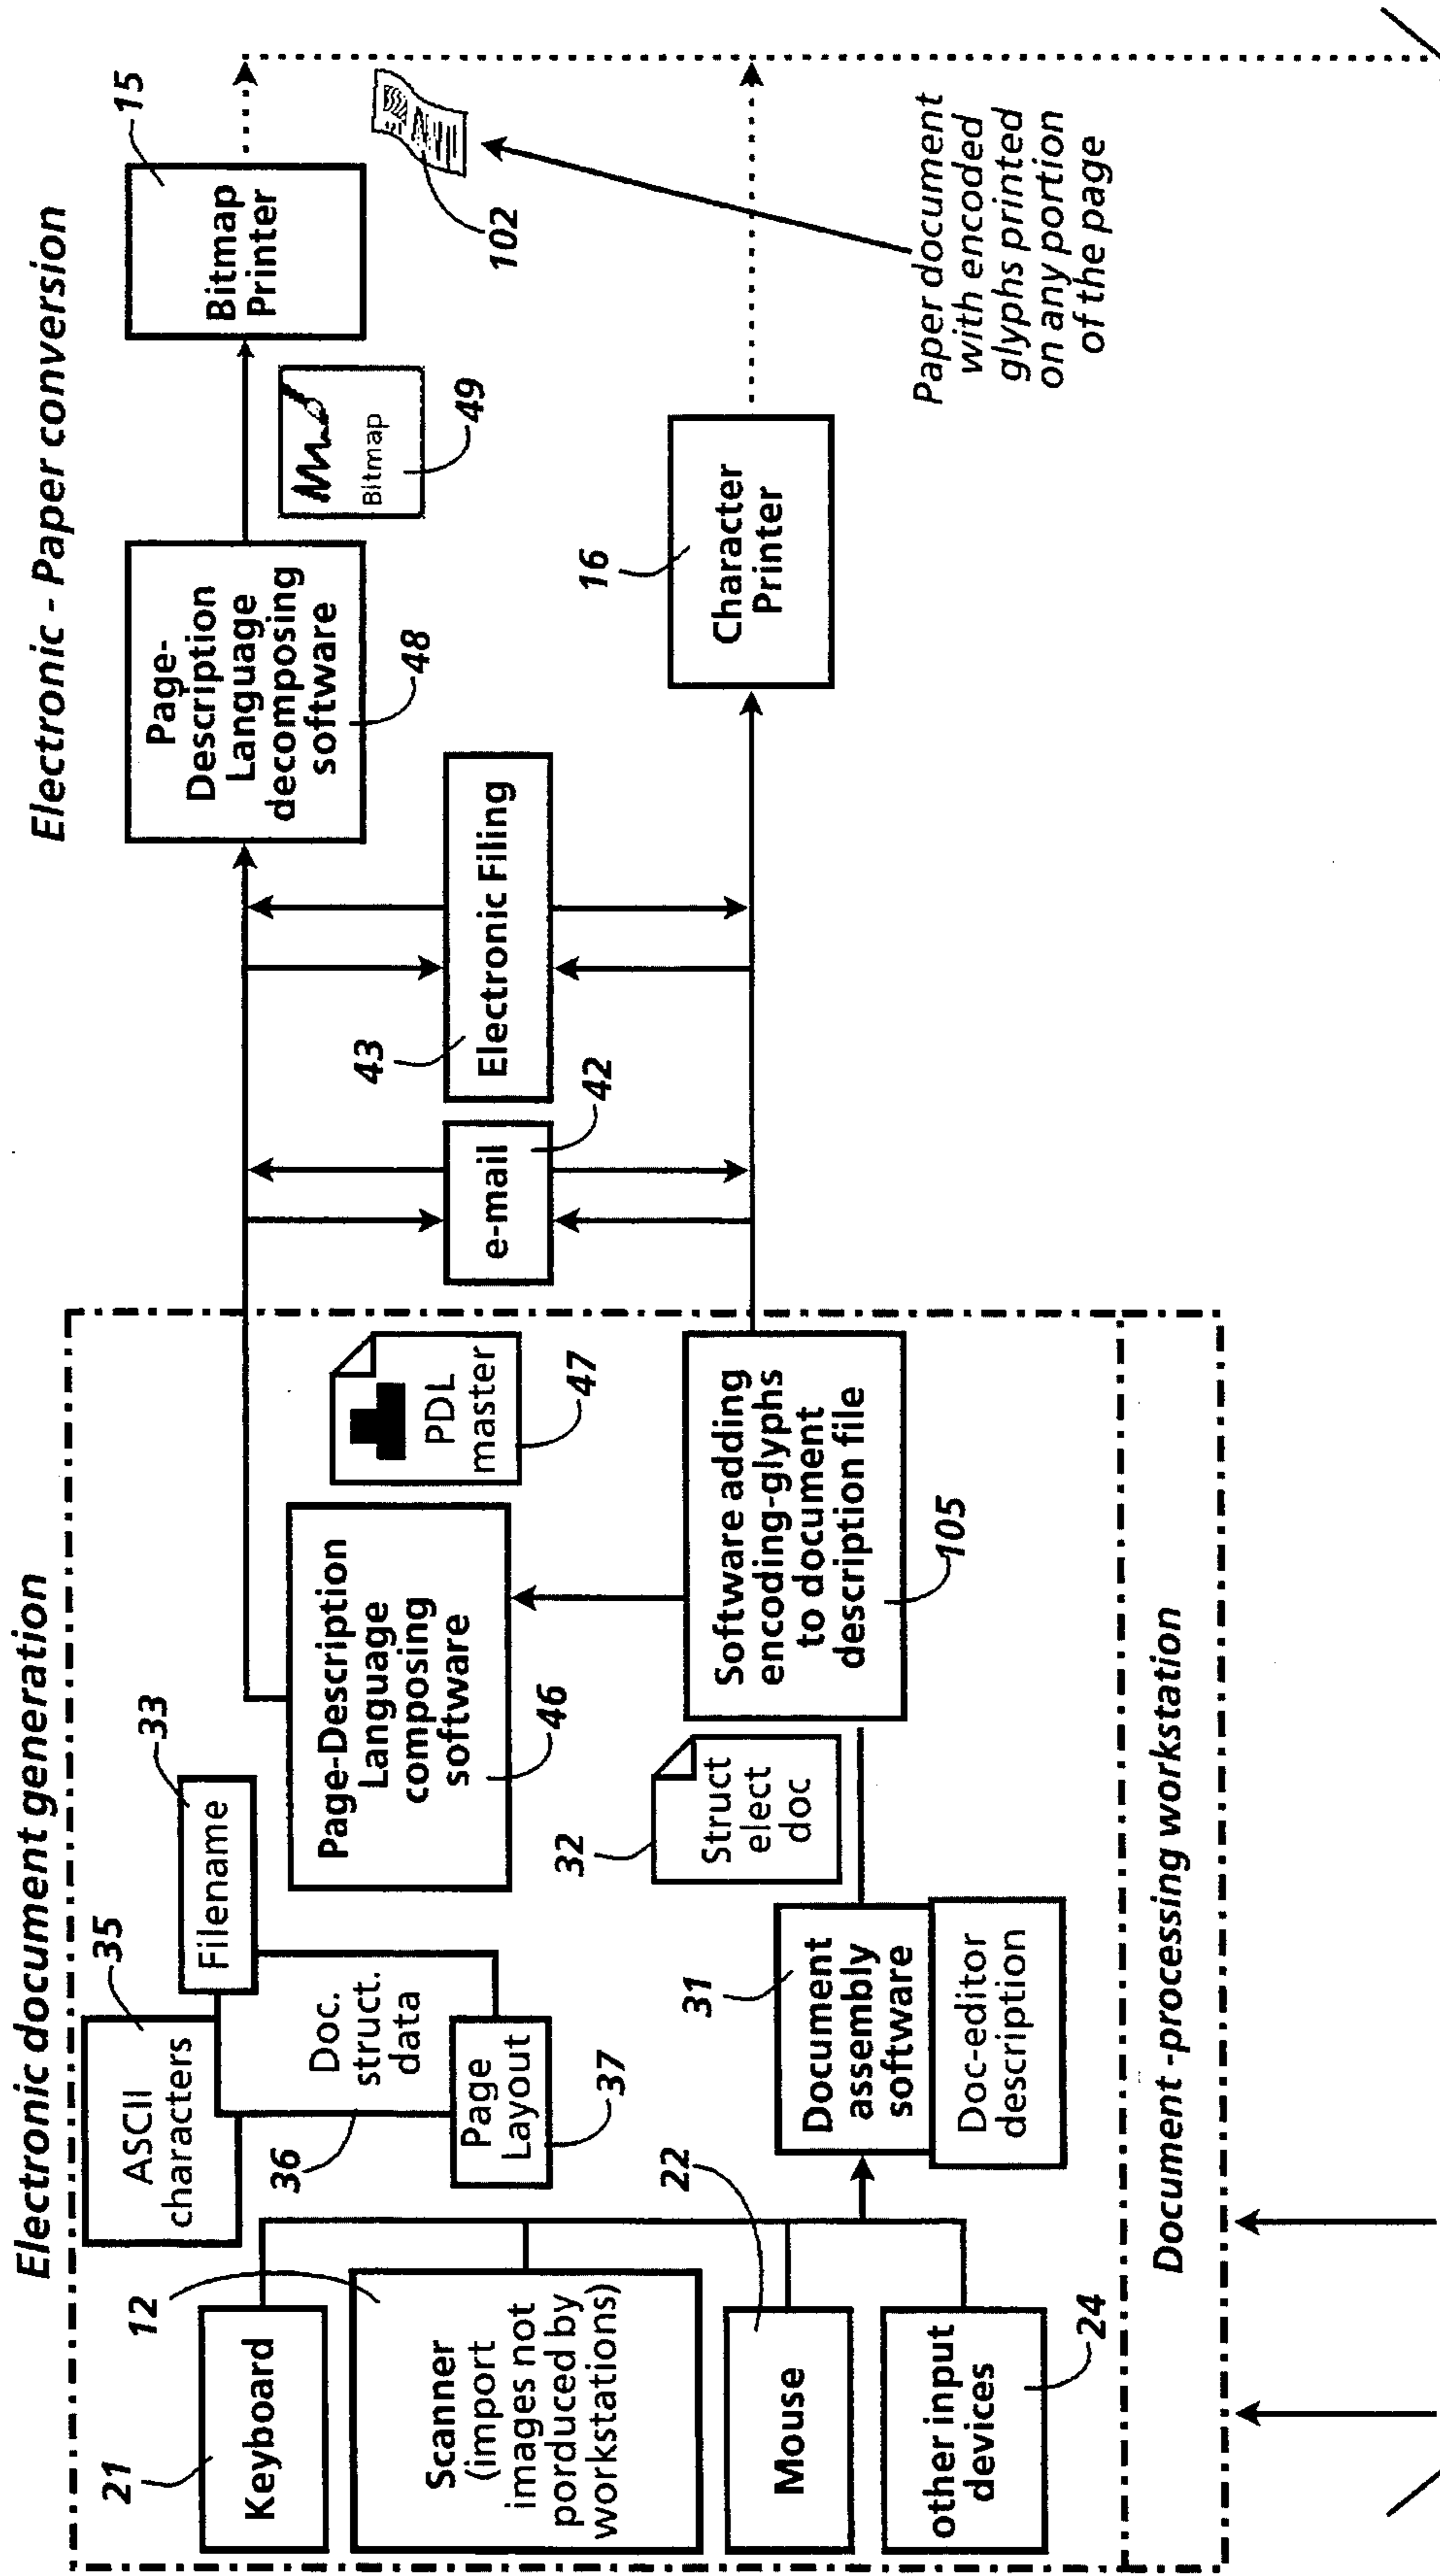 Electronic document generation
Electronic - Paper conversion
21
Keyboard
12
Scanner
(import
images not
porduced by
workstations)
Mouse
22
other input
devices
24
35
ASCII
characters
33
Filename
36
Doc.
struct.
data
Page
Layout
37
31
Document
assembly
software
Doc-editor
description
32
Struct
elect
doc
Page-Description
Language
composing
software
46
PDL
master
47
Software adding
encoding-glyphs
to document
description file
105
Document -processing workstation
e-mail
42
43
Electronic Filing
Page-
Description
Language
decomposing
software
48
Bitmap
49
15
Bitmap
Printer
102
16
Character
Printer
Paper document
with encoded
glyphs printed
on any portion
of the page